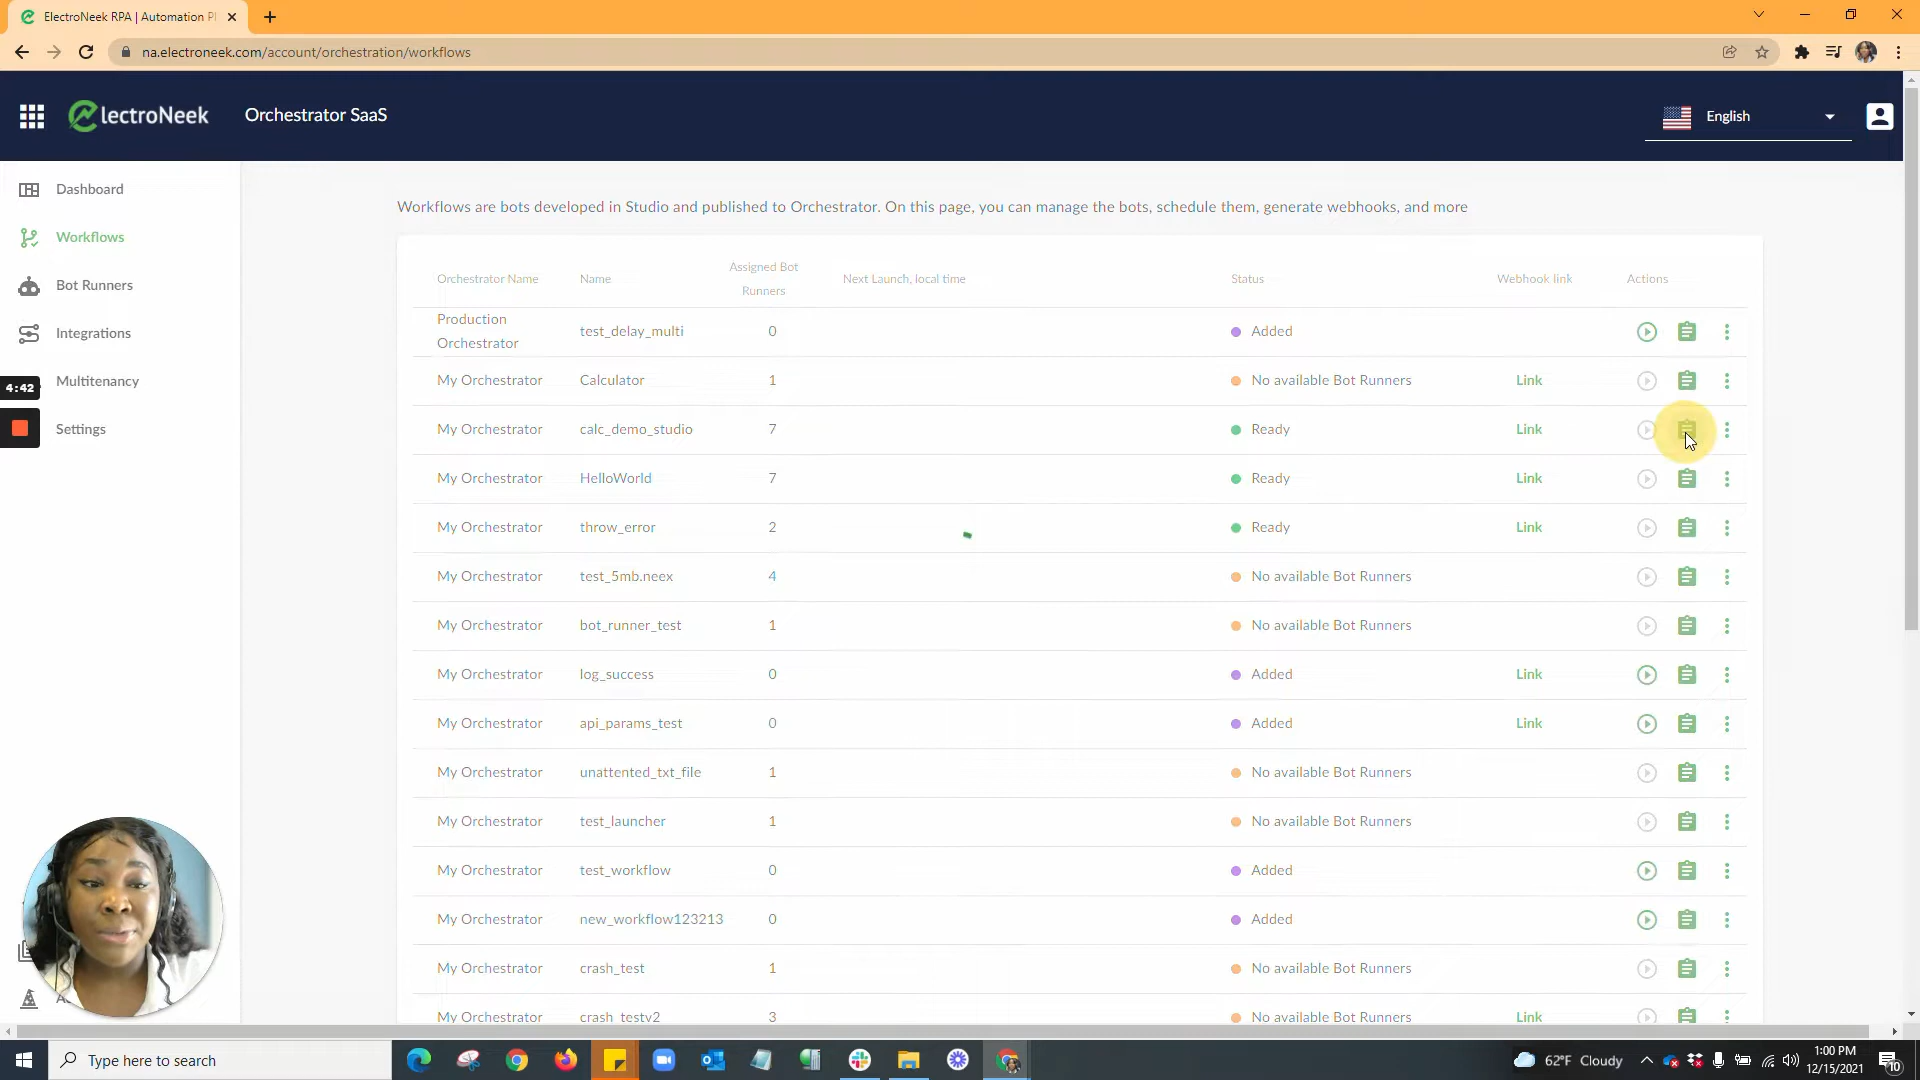 ElectroNeek RPA | Automation Pl
na.electroneek.com/account/orchestration/workflows
lectroNeek
Orchestrator SaaS
English
Dashboard
Workflows
Bot Runners
Integrations
Multitenancy
Settings
4:42
Workflows are bots developed in Studio and published to Orchestrator. On this page, you can manage the bots, schedule them, generate webhooks, and more
Orchestrator Name Name Assigned Bot Runners Next Launch, local time Status Webhook link Actions
Production Orchestrator test_delay_multi 0 Added
My Orchestrator Calculator 1 No available Bot Runners Link
My Orchestrator calc_demo_studio 7 Ready Link
My Orchestrator HelloWorld 7 Ready Link
My Orchestrator throw_error 2 Ready Link
My Orchestrator test_5mb.neex 4 No available Bot Runners
My Orchestrator bot_runner_test 1 No available Bot Runners
My Orchestrator log_success 0 Added Link
My Orchestrator api_params_test 0 Added Link
My Orchestrator unattented_txt_file 1 No available Bot Runners
My Orchestrator test_launcher 1 No available Bot Runners
My Orchestrator test_workflow 0 Added
My Orchestrator new_workflow123213 0 Added
My Orchestrator crash_test 1 No available Bot Runners
My Orchestrator crash_testv2 3 No available Bot Runners Link
Type here to search
62°F Cloudy
1:00 PM
12/15/2021
10